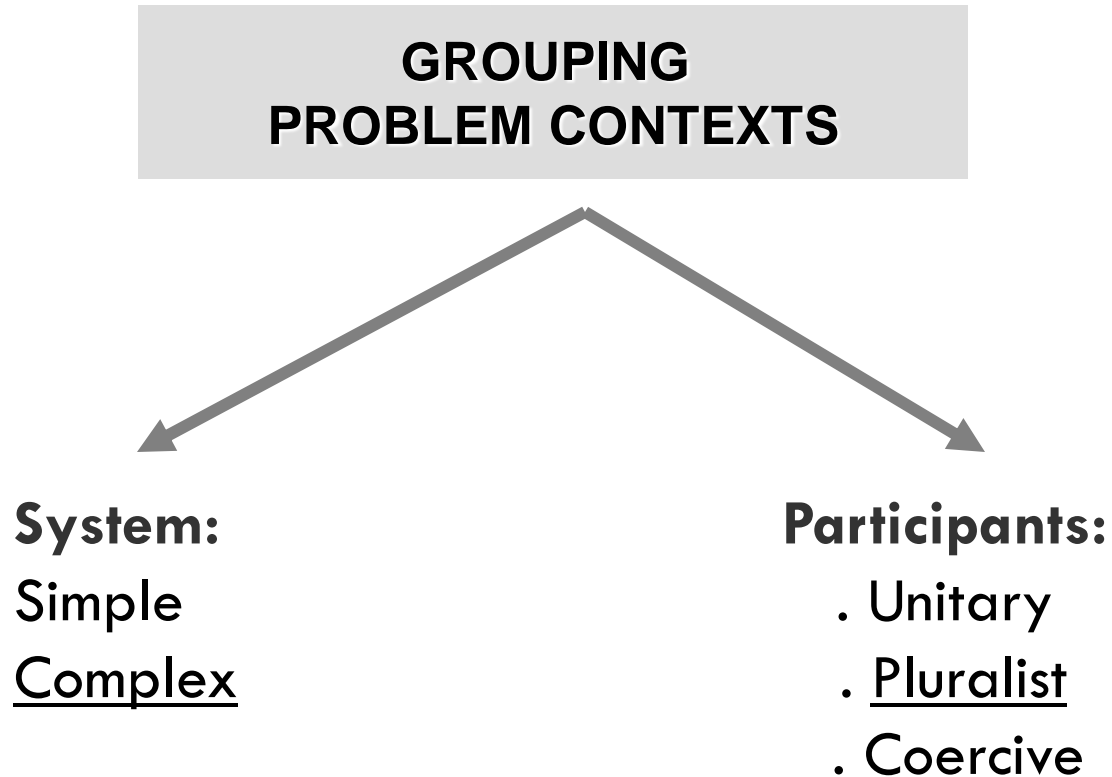 GROUPING
PROBLEM CONTEXTS
System:
Simple
Complex
Participants:
. Unitary
. Pluralist
. Coercive